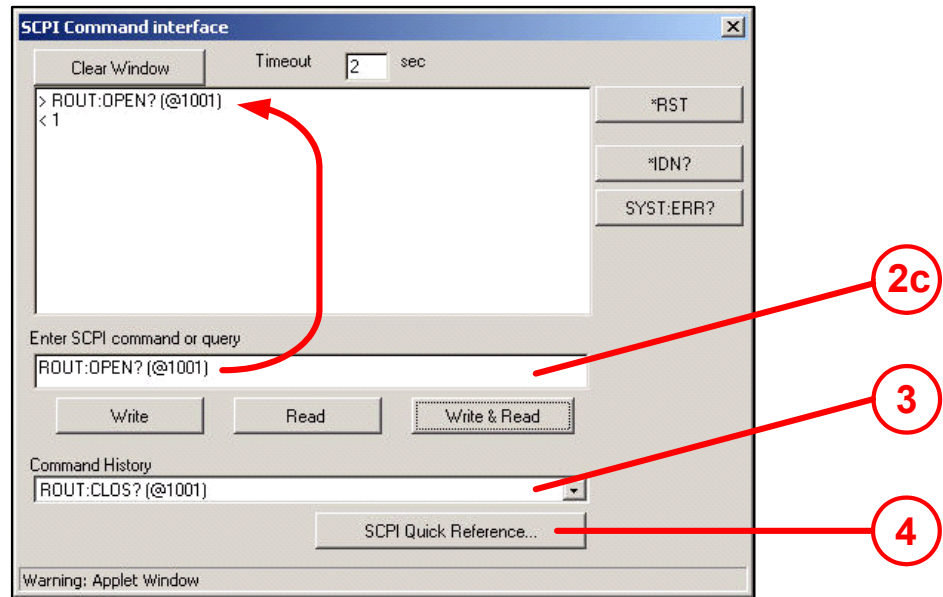 SCPI Command interface
Clear Window
Timeout 2 sec
> ROUT:OPEN? (@1001)
< 1
*RST
*IDN?
SYST:ERR?
2c
Enter SCPI command or query
ROUT:OPEN? (@1001)
Write Read Write & Read
3
Command History
ROUT:CLOS? (@1001)
SCPI Quick Reference...
4
Warning: Applet Window